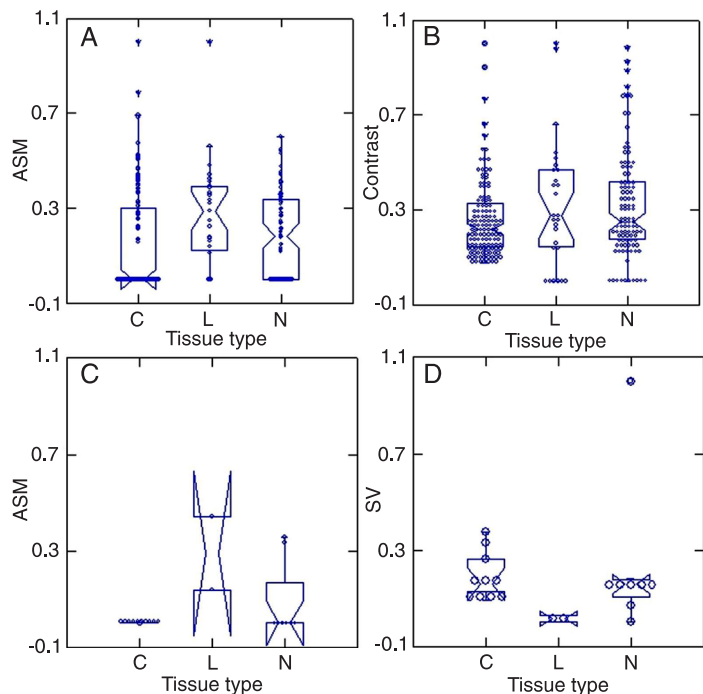 A
1.1
0.7
0.3
-0.1
ASM
C L N
Tissue type
B
1.1
0.7
0.3
-0.1
Contrast
C L N
Tissue type
C
1.1
0.7
0.3
-0.1
ASM
C L N
Tissue type
D
1.1
0.7
0.3
-0.1
SV
C L N
Tissue type